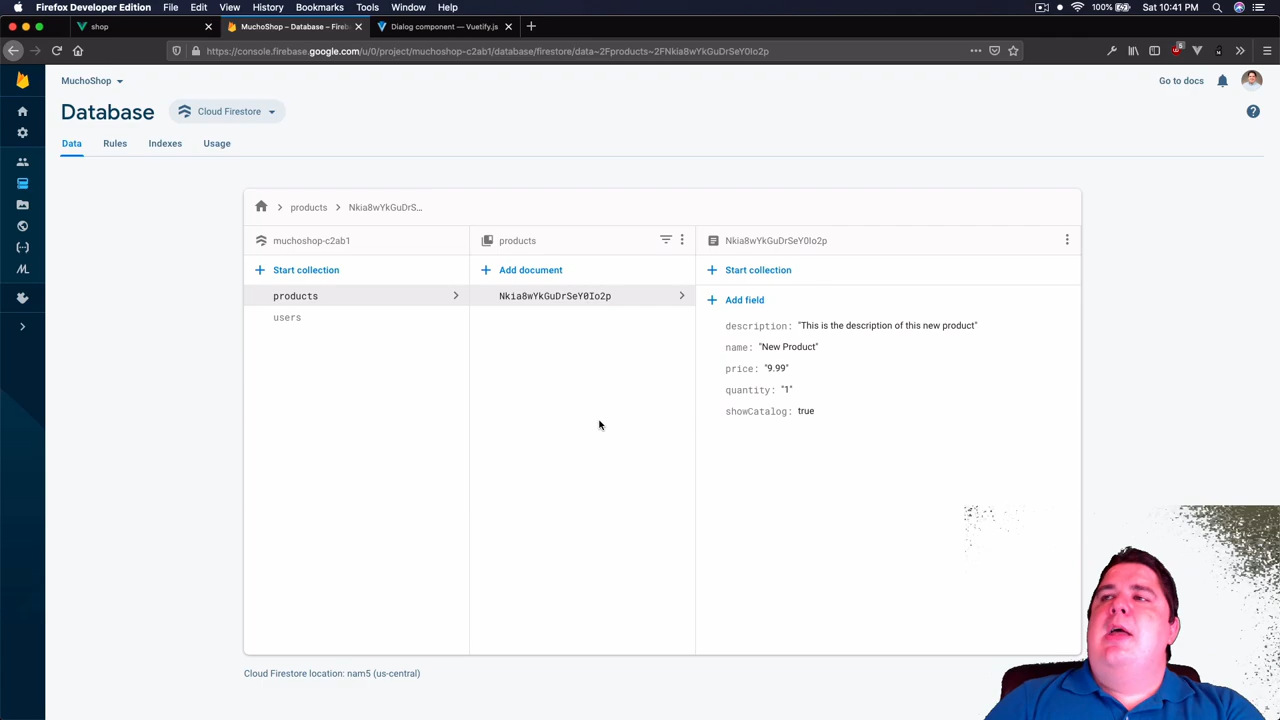 Firefox Developer Edition File Edit View History Bookmarks Tools Window Help 100% Sat 10:41 PM
shop
MuchoShop – Database – Fireb
Dialog component — Vuetify.js
https://console.firebase.google.com/u/0/project/muchoshop-c2ab1/database/firestore/data~2Fproducts~2FNkia8wYkGuDrSeY0Io2p
MuchoShop
Go to docs
Database
Cloud Firestore
Data Rules Indexes Usage
products
Nkia8wYkGuDrS...
muchoshop-c2ab1
products
Nkia8wYkGuDrSeY0Io2p
Start collection
Add document
Start collection
products
Nkia8wYkGuDrSeY0Io2p
Add field
users
description: "This is the description of this new product"
name: "New Product"
price: "9.99"
quantity: "1"
showCatalog: true
Cloud Firestore location: nam5 (us-central)